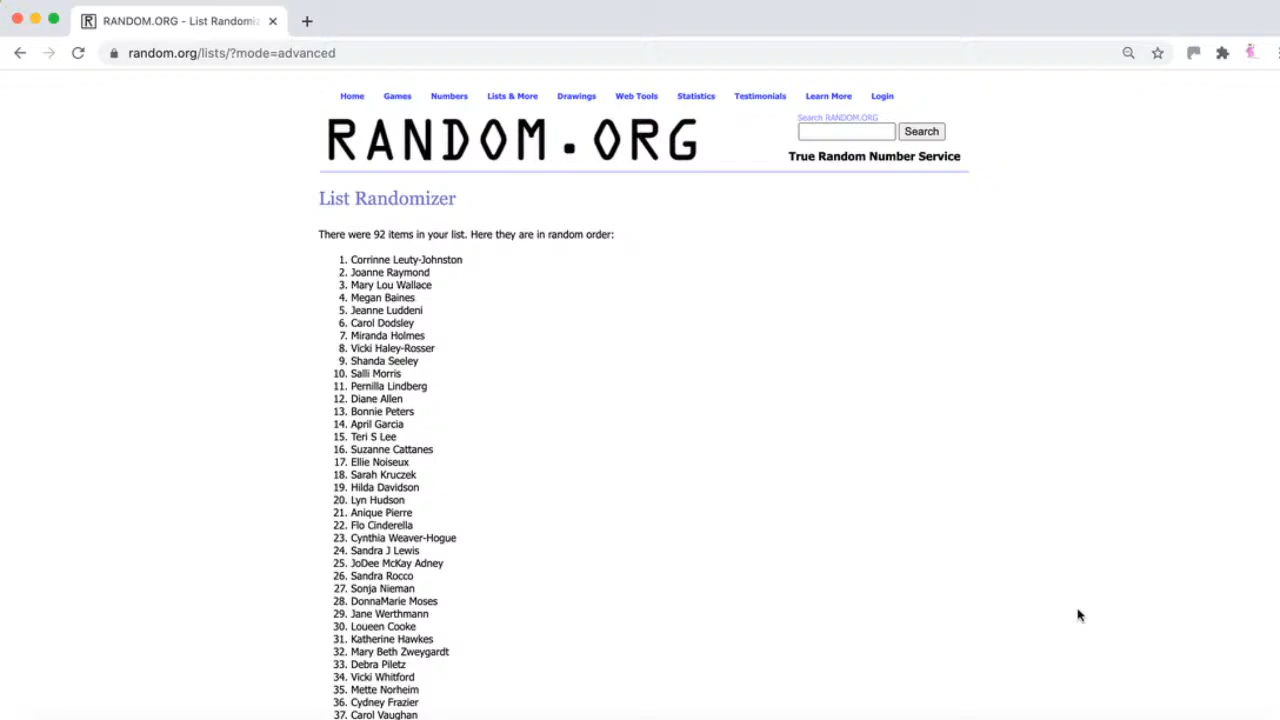 RANDOM.ORG - List Randomiz
random.org/lists/?mode=advanced
Home Games Numbers Lists & More Drawings Web Tools Statistics Testimonials Learn More Login
RANDOM.ORG
Search RANDOM.ORG
Search
True Random Number Service
List Randomizer
There were 92 items in your list. Here they are in random order:
1. Corrinne Leuty-Johnston
2. Joanne Raymond
3. Mary Lou Wallace
4. Megan Baines
5. Jeanne Luddeni
6. Carol Dodsley
7. Miranda Holmes
8. Vicki Haley-Rosser
9. Shanda Seeley
10. Salli Morris
11. Pernilla Lindberg
12. Diane Allen
13. Bonnie Peters
14. April Garcia
15. Teri S Lee
16. Suzanne Cattanes
17. Ellie Noiseux
18. Sarah Kruczek
19. Hilda Davidson
20. Lyn Hudson
21. Anique Pierre
22. Flo Cinderella
23. Cynthia Weaver-Hogue
24. Sandra J Lewis
25. JoDee McKay Adney
26. Sandra Rocco
27. Sonja Nieman
28. DonnaMarie Moses
29. Jane Werthmann
30. Loueen Cooke
31. Katherine Hawkes
32. Mary Beth Zweygardt
33. Debra Piletz
34. Vicki Whitford
35. Mette Norheim
36. Cydney Frazier
37. Carol Vaughan